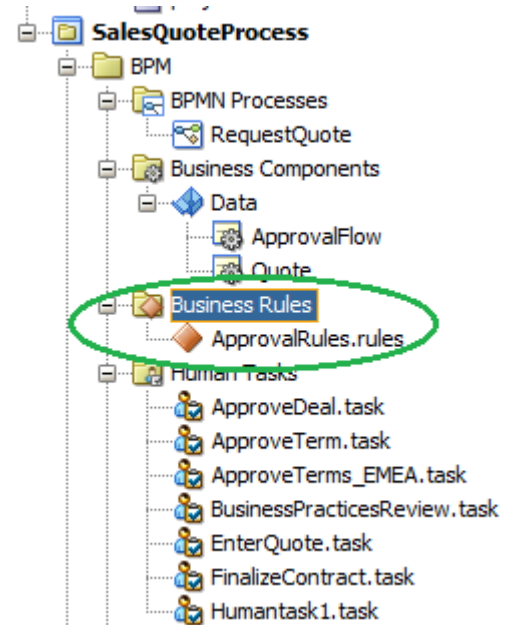 SalesQuoteProcess
BPM
BPMN Processes
RequestQuote
Business Components
Data
ApprovalFlow
Quote
Business Rules
ApprovalRules.rules
Human Tasks
ApproveDeal.task
ApproveTerm.task
ApproveTerms_EMEA.task
BusinessPracticesReview.task
EnterQuote.task
FinalizeContract.task
Humantask1.task